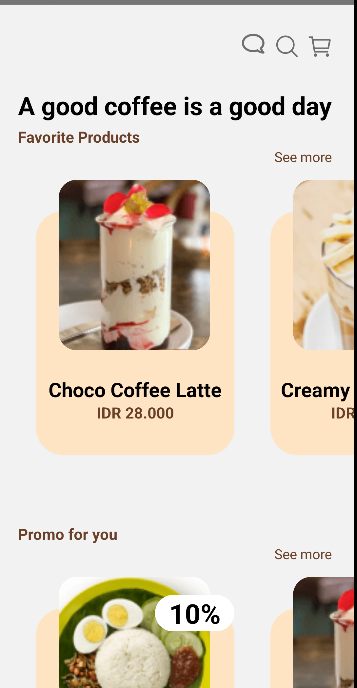 A good coffee is a good day
Favorite Products
See more
Choco Coffee Latte
IDR 28.000
Creamy
IDR
Promo for you
See more
10%